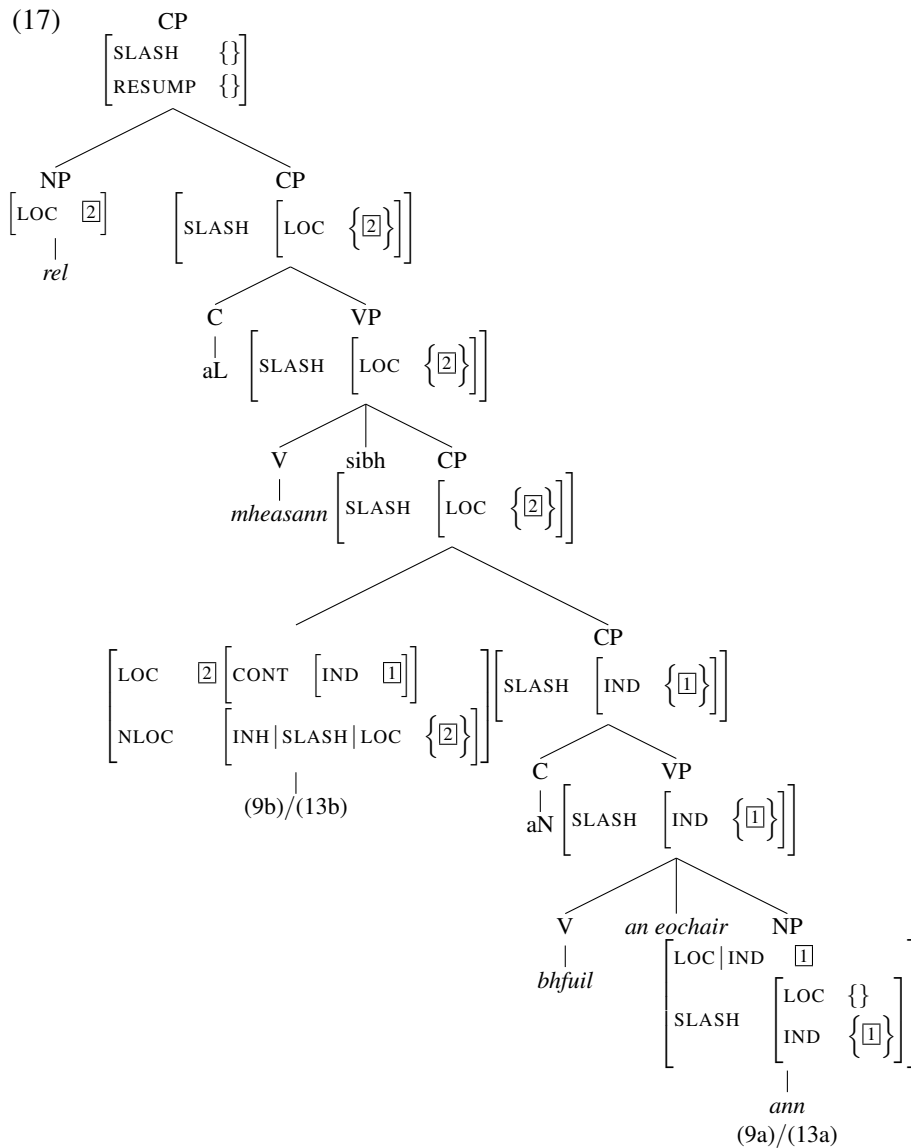 (17) CP
[SLASH {}]
[RESUMP {}]
NP CP
[LOC 2] [SLASH [LOC {2}]]
rel
C VP
aL [SLASH [LOC {2}]]
V sibh CP
mheasann [SLASH [LOC {2}]]
CP
[LOC 2 [CONT [IND 1]] [SLASH [IND {1}]]
NLOC [INH|SLASH|LOC {2}]]
C VP
(9b)/(13b) aN [SLASH [IND {1}]]
V an eochair NP
bhfuil [LOC|IND 1
SLASH [LOC {}
IND {1}]]
ann
(9a)/(13a)